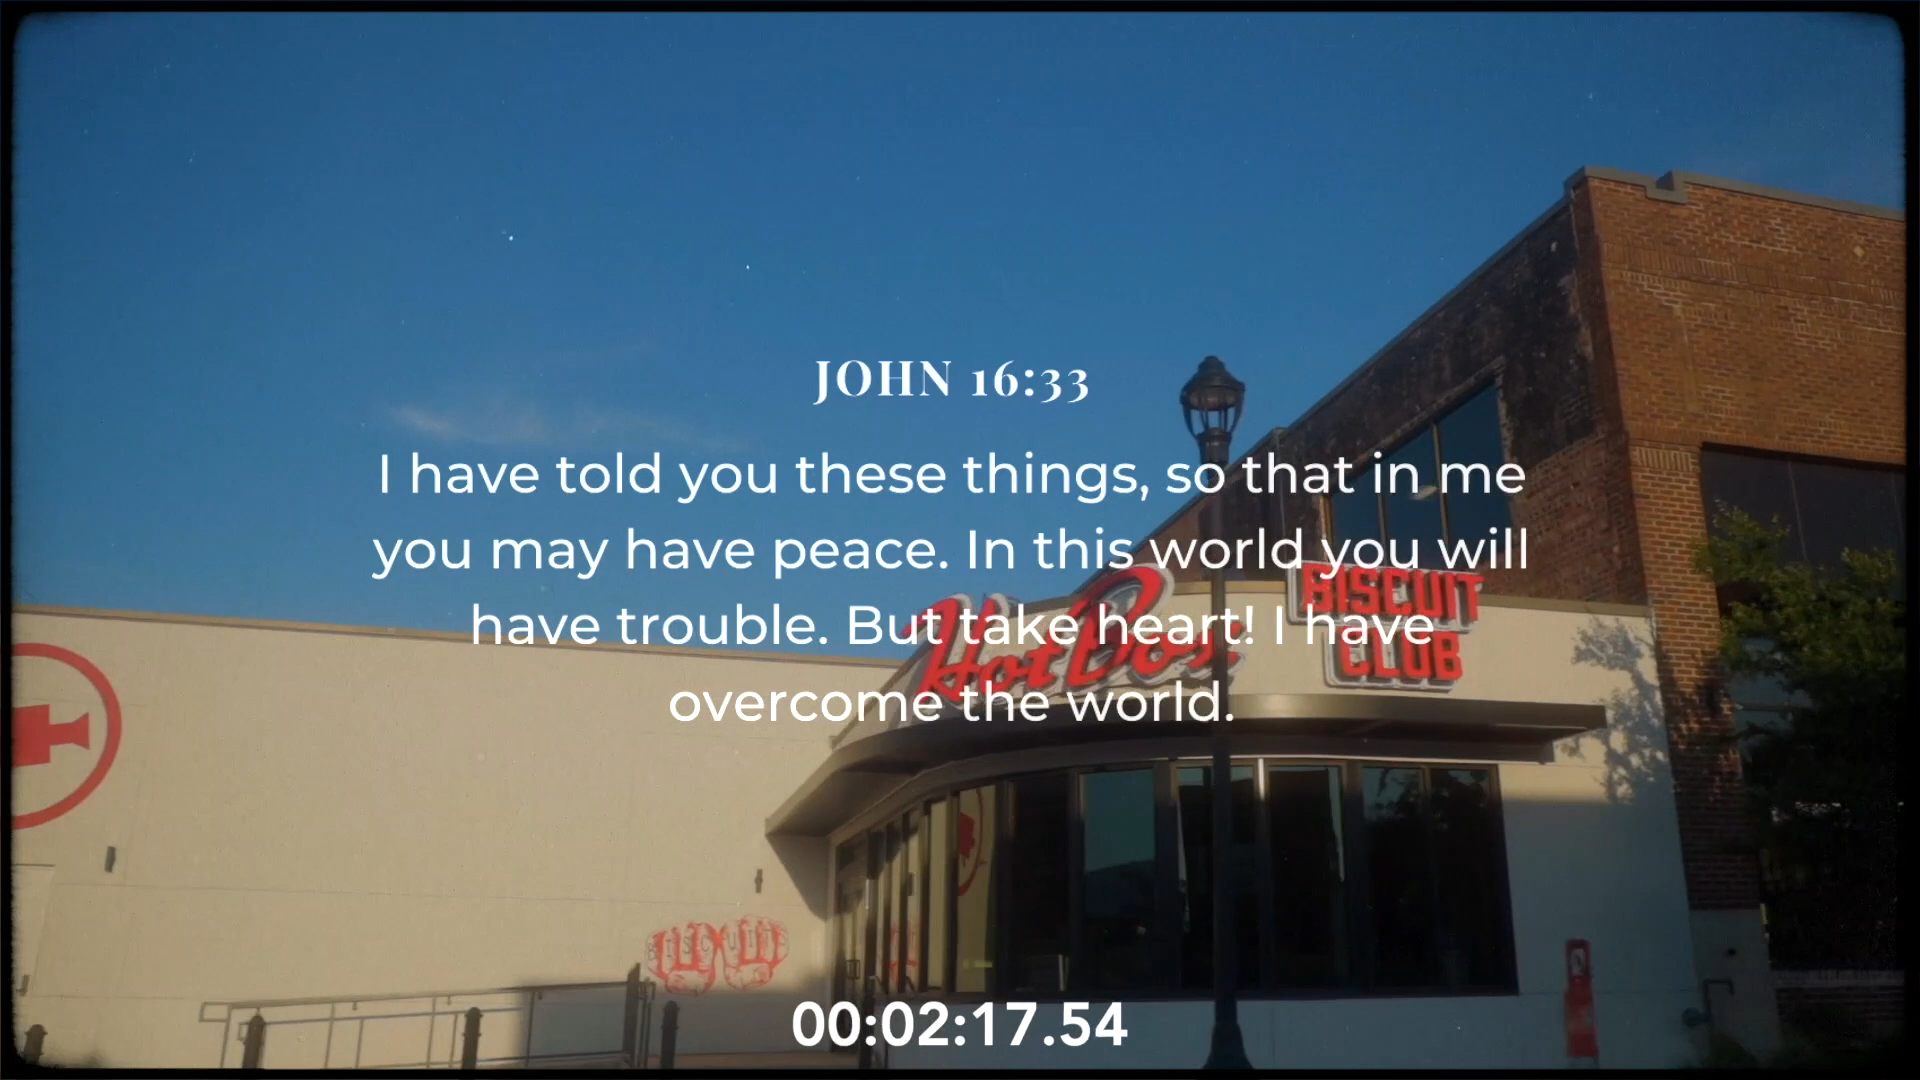 JOHN 16:33
I have told you these things, so that in me
you may have peace. In this world you will
have trouble. But take heart! I have
overcome the world.
Hot Box
BISCUIT
CLUB
BISCUITS
00:02:17.54